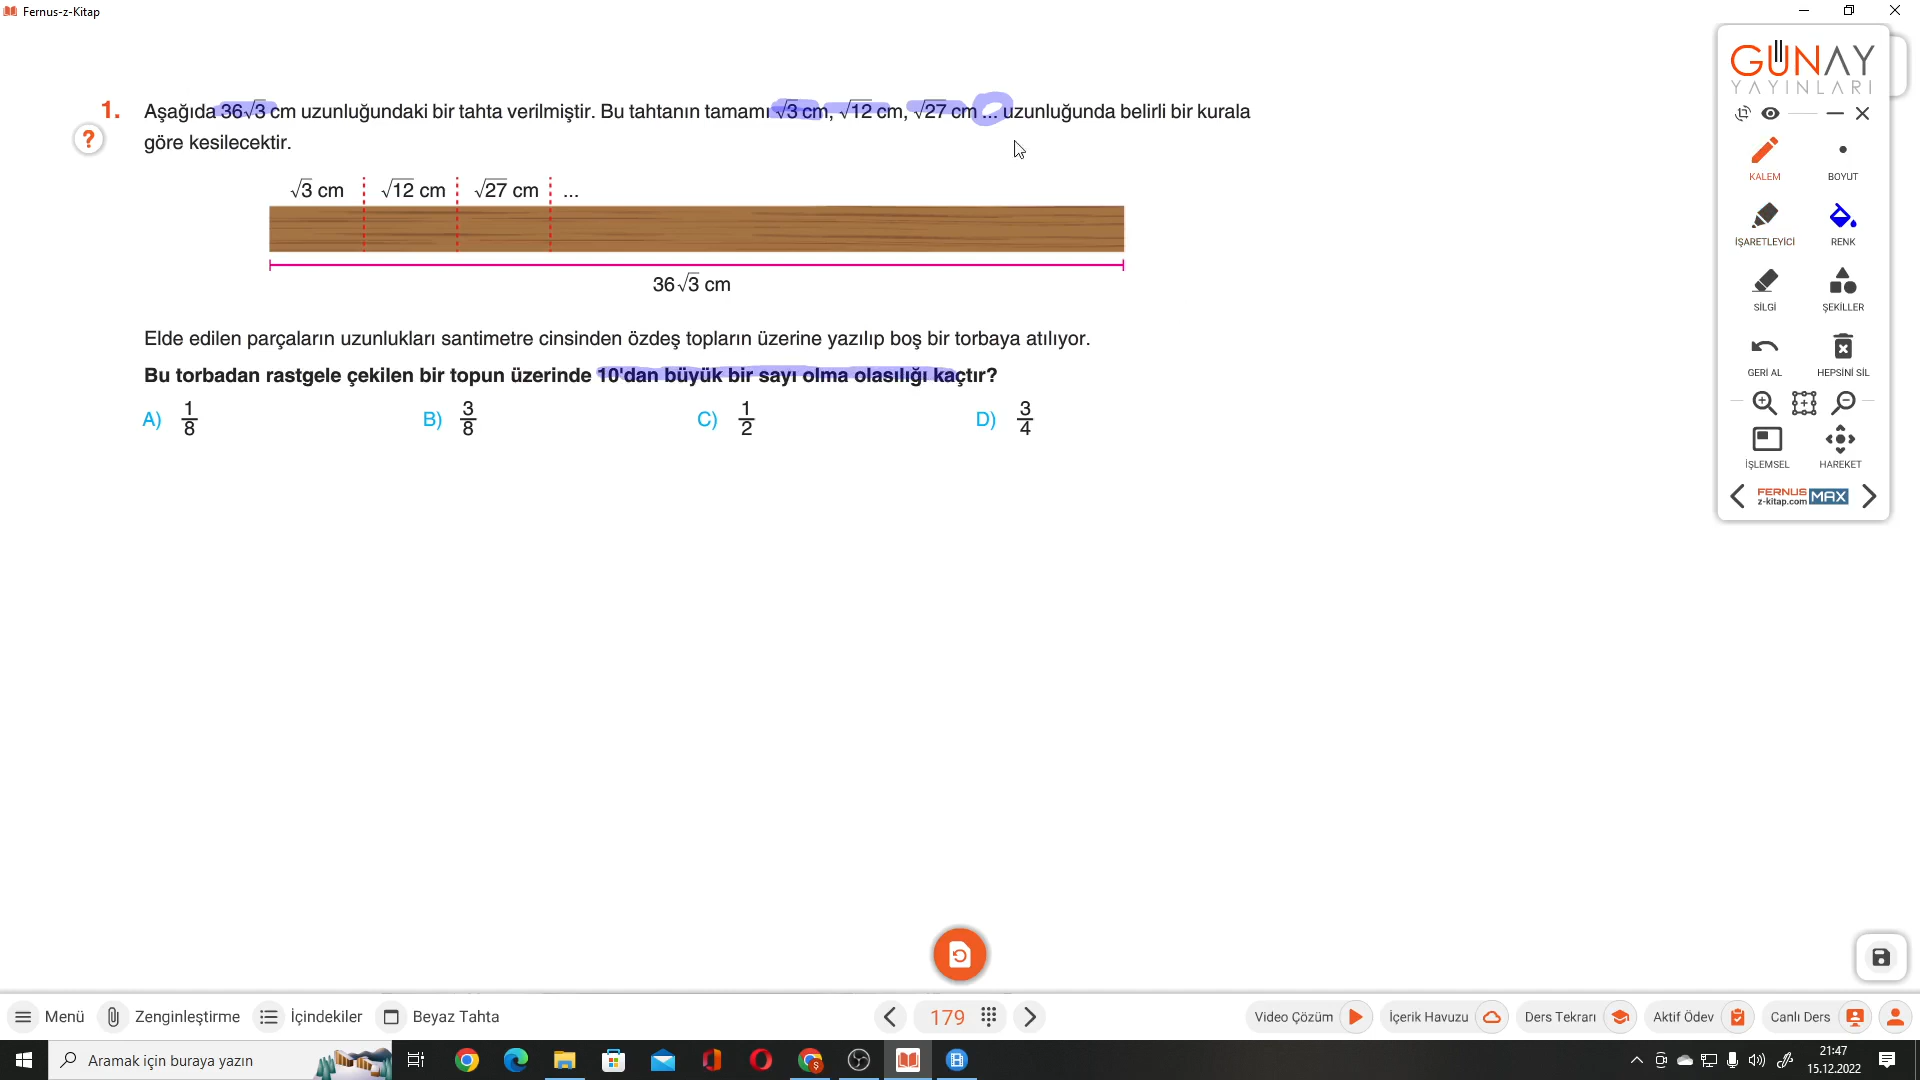 Fernus-z-Kitap
GÜNAY
YAYINLARI
1. Aşağıda 36√3 cm uzunluğundaki bir tahta verilmiştir. Bu tahtanın tamamı √3 cm, √12 cm, √27 cm ... uzunluğunda belirli bir kurala
göre kesilecektir.
?
√3 cm √12 cm √27 cm ...
36√3 cm
Elde edilen parçaların uzunlukları santimetre cinsinden özdeş topların üzerine yazılıp boş bir torbaya atılıyor.
Bu torbadan rastgele çekilen bir topun üzerinde 10'dan büyük bir sayı olma olasılığı kaçtır?
A) 1/8 B) 3/8 C) 1/2 D) 3/4
KALEM BOYUT
İŞARETLEYİCİ RENK
SİLGİ ŞEKİLLER
GERİ AL HEPSİNİ SİL
İŞLEMSEL HAREKET
FERNUS
z-kitap.com MAX
Menü Zenginleştirme İçindekiler Beyaz Tahta 179 Video Çözüm İçerik Havuzu Ders Tekrarı Aktif Ödev Canlı Ders
Aramak için buraya yazın
21:47
15.12.2022